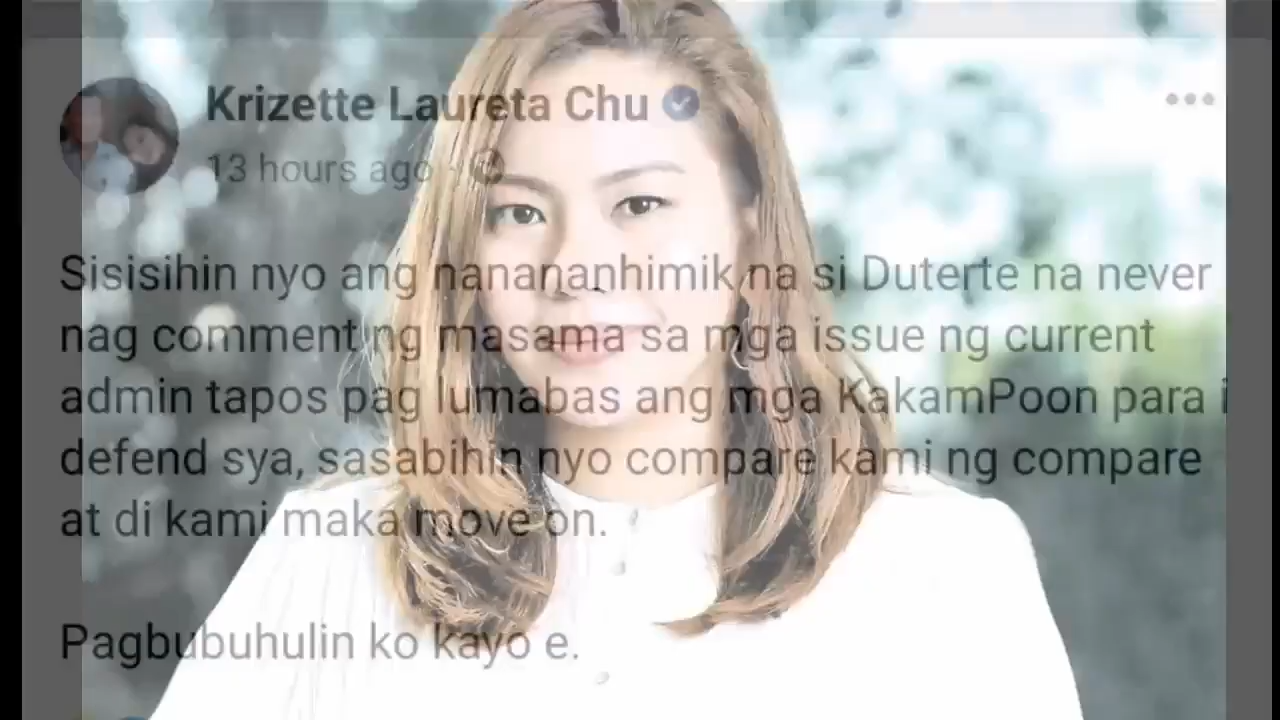 Krizette Laureta Chu
13 hours ago
Sisisihin nyo ang nanananhimik na si Duterte na never
nag comment ng masama sa mga issue ng current
admin tapos pag lumabas ang mga KakamPoon para i
defend sya, sasabihin nyo compare kami ng compare
at di kami maka move on.
Pagbubuhulin ko kayo e.